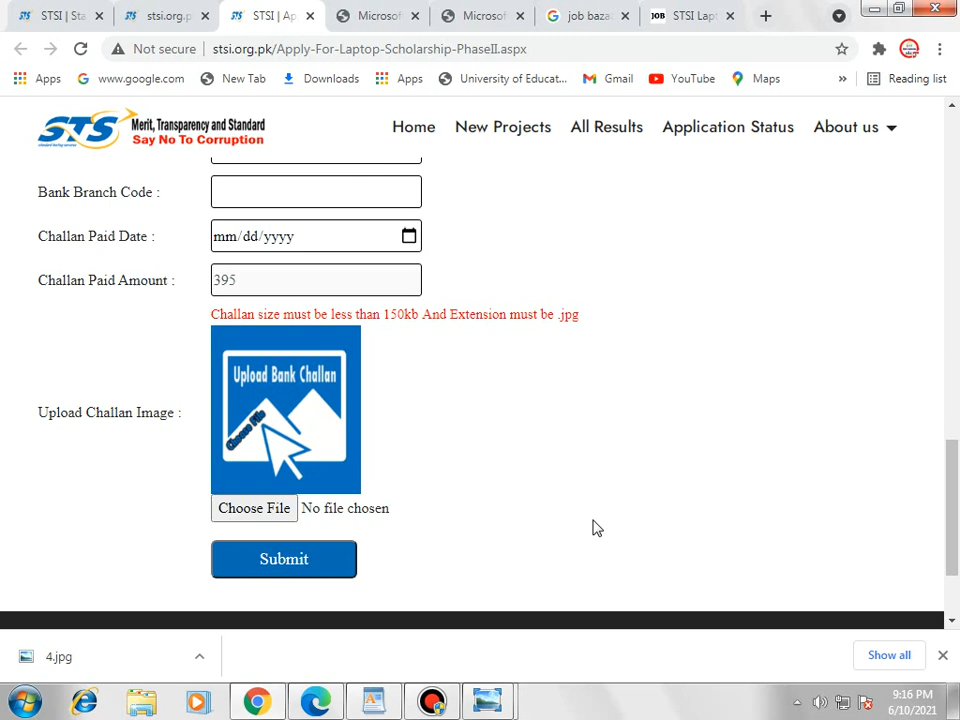 STSI | Sta
stsi.org.p
STSI | Ap
Microsof
Microsof
job baza
JOB STSI Lap
Not secure stsi.org.pk/Apply-For-Laptop-Scholarship-PhaseII.aspx
Apps www.google.com New Tab Downloads Apps University of Educat... Gmail YouTube Maps » Reading list
STS Merit, Transparency and Standard
Say No To Corruption
Home New Projects All Results Application Status About us
Bank Branch Code :
Challan Paid Date : mm/dd/yyyy
Challan Paid Amount : 395
Challan size must be less than 150kb And Extension must be .jpg
Upload Bank Challan
Choose File
Upload Challan Image :
Choose File No file chosen
Submit
4.jpg Show all
9:16 PM
6/10/2021